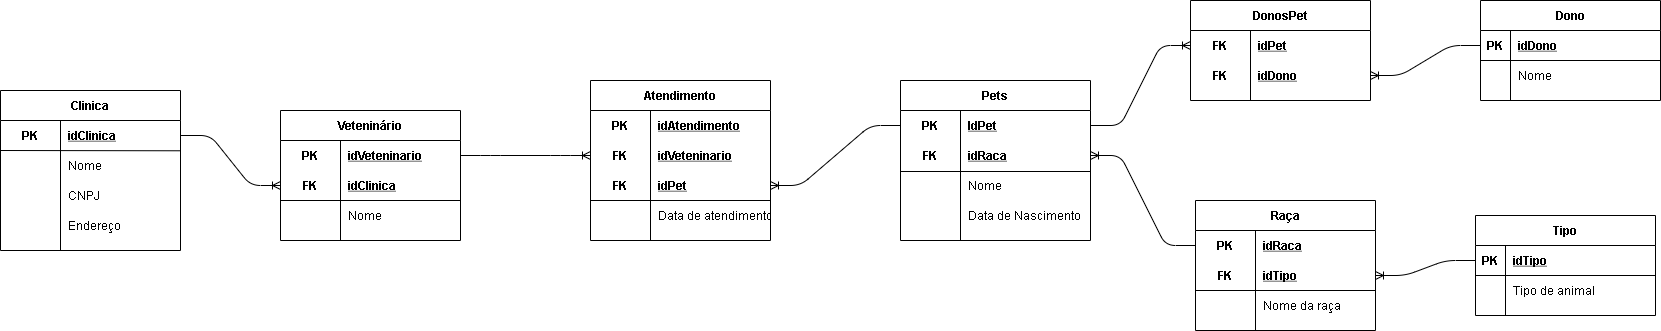 Clinica
PK idClinica
Nome
CNPJ
Endereço
Veteninário
PK idVeteninario
FK idClinica
Nome
Atendimento
PK idAtendimento
FK idVeteninario
FK idPet
Data de atendimento
Pets
PK IdPet
FK idRaca
Nome
Data de Nascimento
DonosPet
FK idPet
FK idDono
Dono
PK idDono
Nome
Raça
PK idRaca
FK idTipo
Nome da raça
Tipo
PK idTipo
Tipo de animal